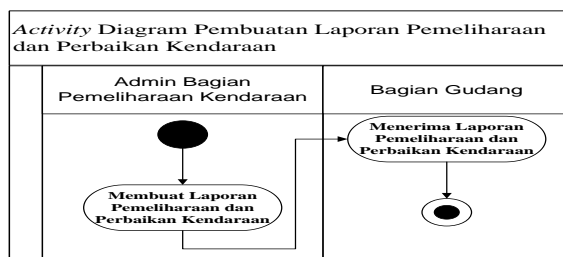 Activity Diagram Pembuatan Laporan Pemeliharaan
dan Perbaikan Kendaraan
Admin Bagian
Pemeliharaan Kendaraan
Bagian Gudang
Menerima Laporan
Pemeliharaan dan
Perbaikan Kendaraan
Membuat Laporan
Pemeliharaan dan
Perbaikan Kendaraan